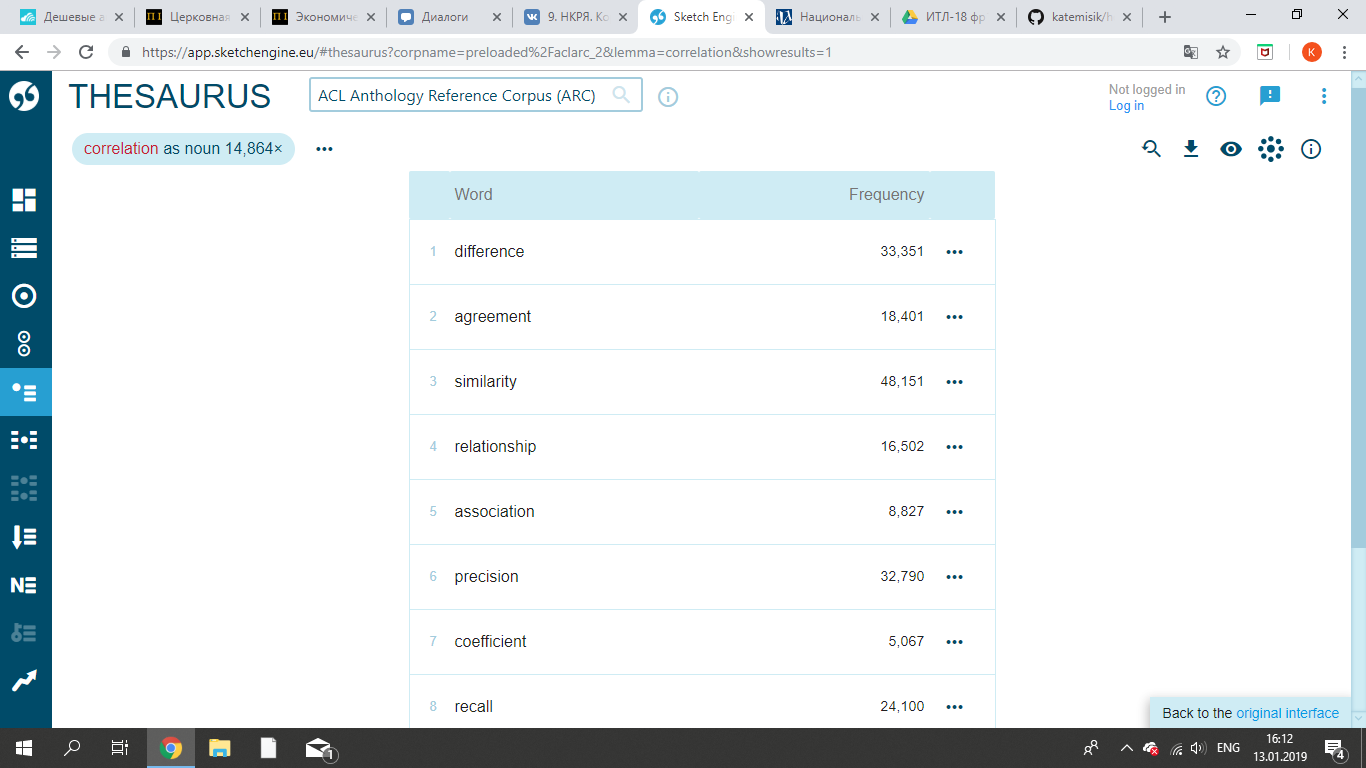 Дешевые а
Церковная
Экономиче
Диалоги
9. НКРЯ. Ко
Sketch Eng
Националь
ИТЛ-18 фр
katemisik/h
https://app.sketchengine.eu/#thesaurus?corpname=preloaded%2Faclarc_2&lemma=correlation&showresults=1
K
THESAURUS
ACL Anthology Reference Corpus (ARC)
Not logged in
Log in
correlation as noun 14,864×
Word Frequency
1 difference 33,351
2 agreement 18,401
3 similarity 48,151
4 relationship 16,502
5 association 8,827
6 precision 32,790
7 coefficient 5,067
8 recall 24,100
Back to the original interface
1
ENG
16:12
13.01.2019
4